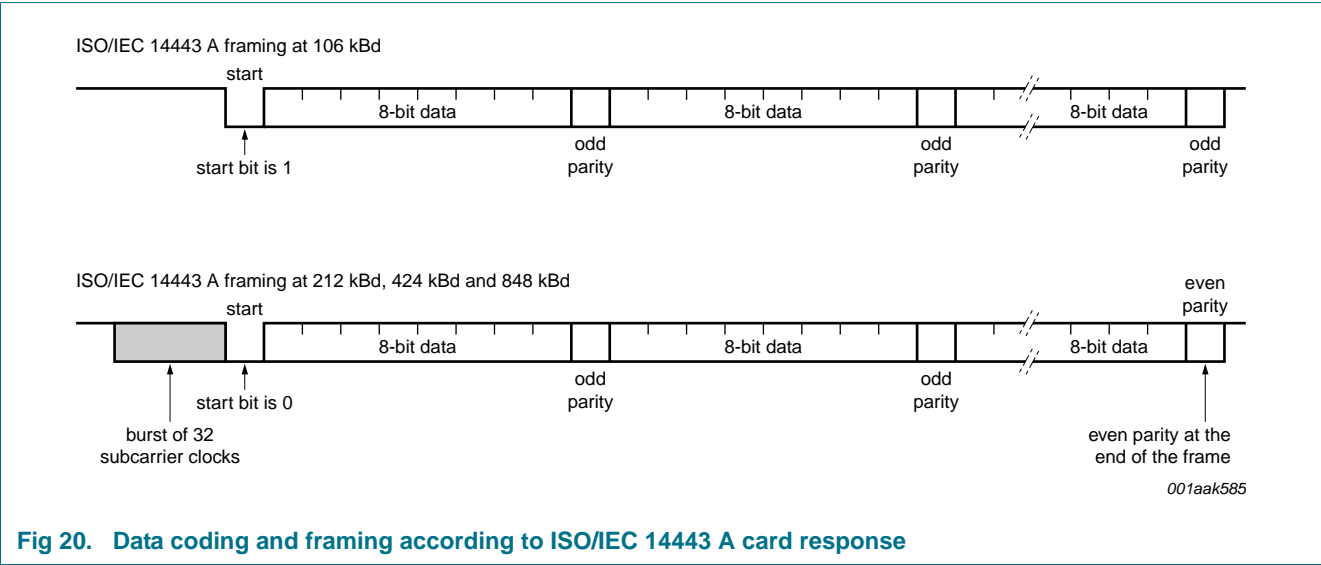 ISO/IEC 14443 A framing at 106 kBd
start
8-bit data
8-bit data
8-bit data
odd
parity
odd
parity
odd
parity
start bit is 1
ISO/IEC 14443 A framing at 212 kBd, 424 kBd and 848 kBd
even
parity
start
8-bit data
8-bit data
8-bit data
odd
parity
odd
parity
start bit is 0
burst of 32
subcarrier clocks
even parity at the
end of the frame
001aak585
Fig 20. Data coding and framing according to ISO/IEC 14443 A card response